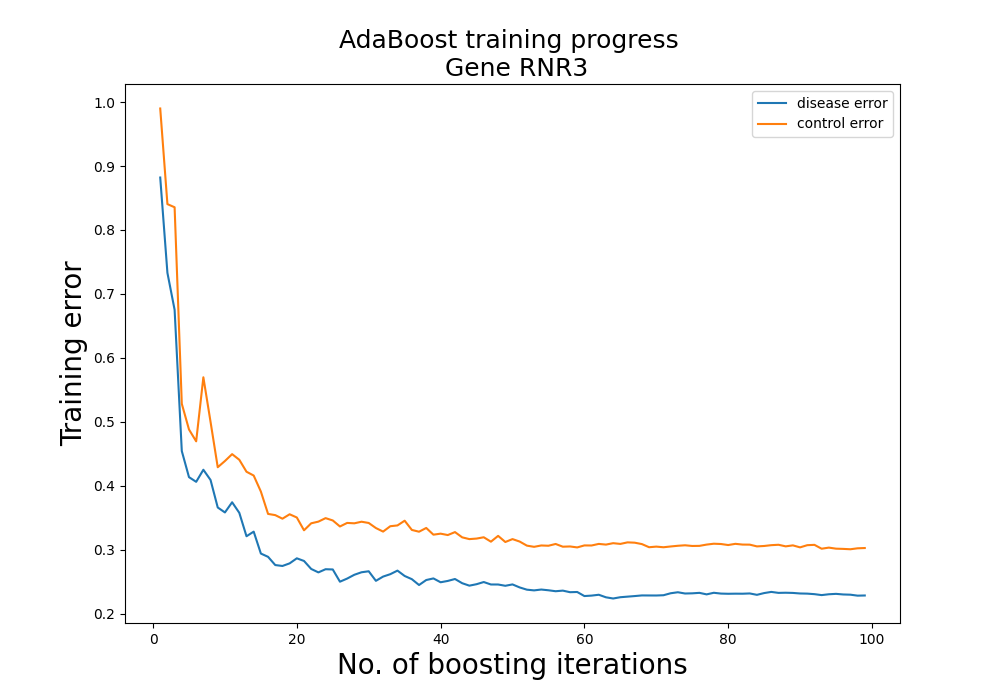 AdaBoost training progress
Gene RNR3
disease error
control error
Training error
1.0
0.9
0.8
0.7
0.6
0.5
0.4
0.3
0.2
0 20 40 60 80 100
No. of boosting iterations